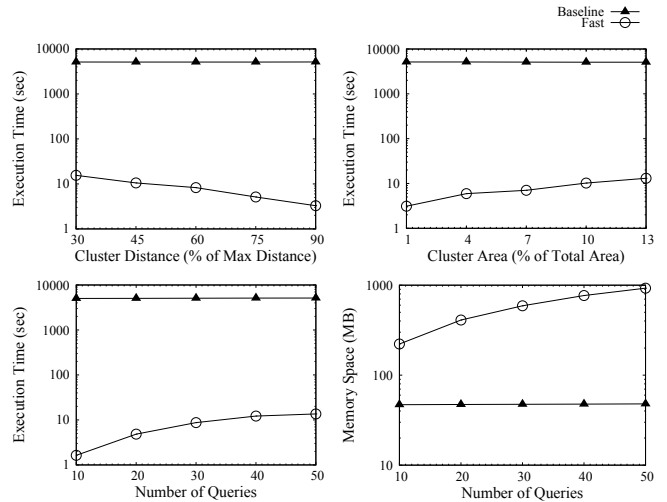 Baseline
Fast
10000
1000
100
10
1
Execution Time (sec)
30 45 60 75 90
Cluster Distance (% of Max Distance)
10000
1000
100
10
1
Execution Time (sec)
1 4 7 10 13
Cluster Area (% of Total Area)
10000
1000
100
10
1
Execution Time (sec)
10 20 30 40 50
Number of Queries
1000
100
10
Memory Space (MB)
10 20 30 40 50
Number of Queries